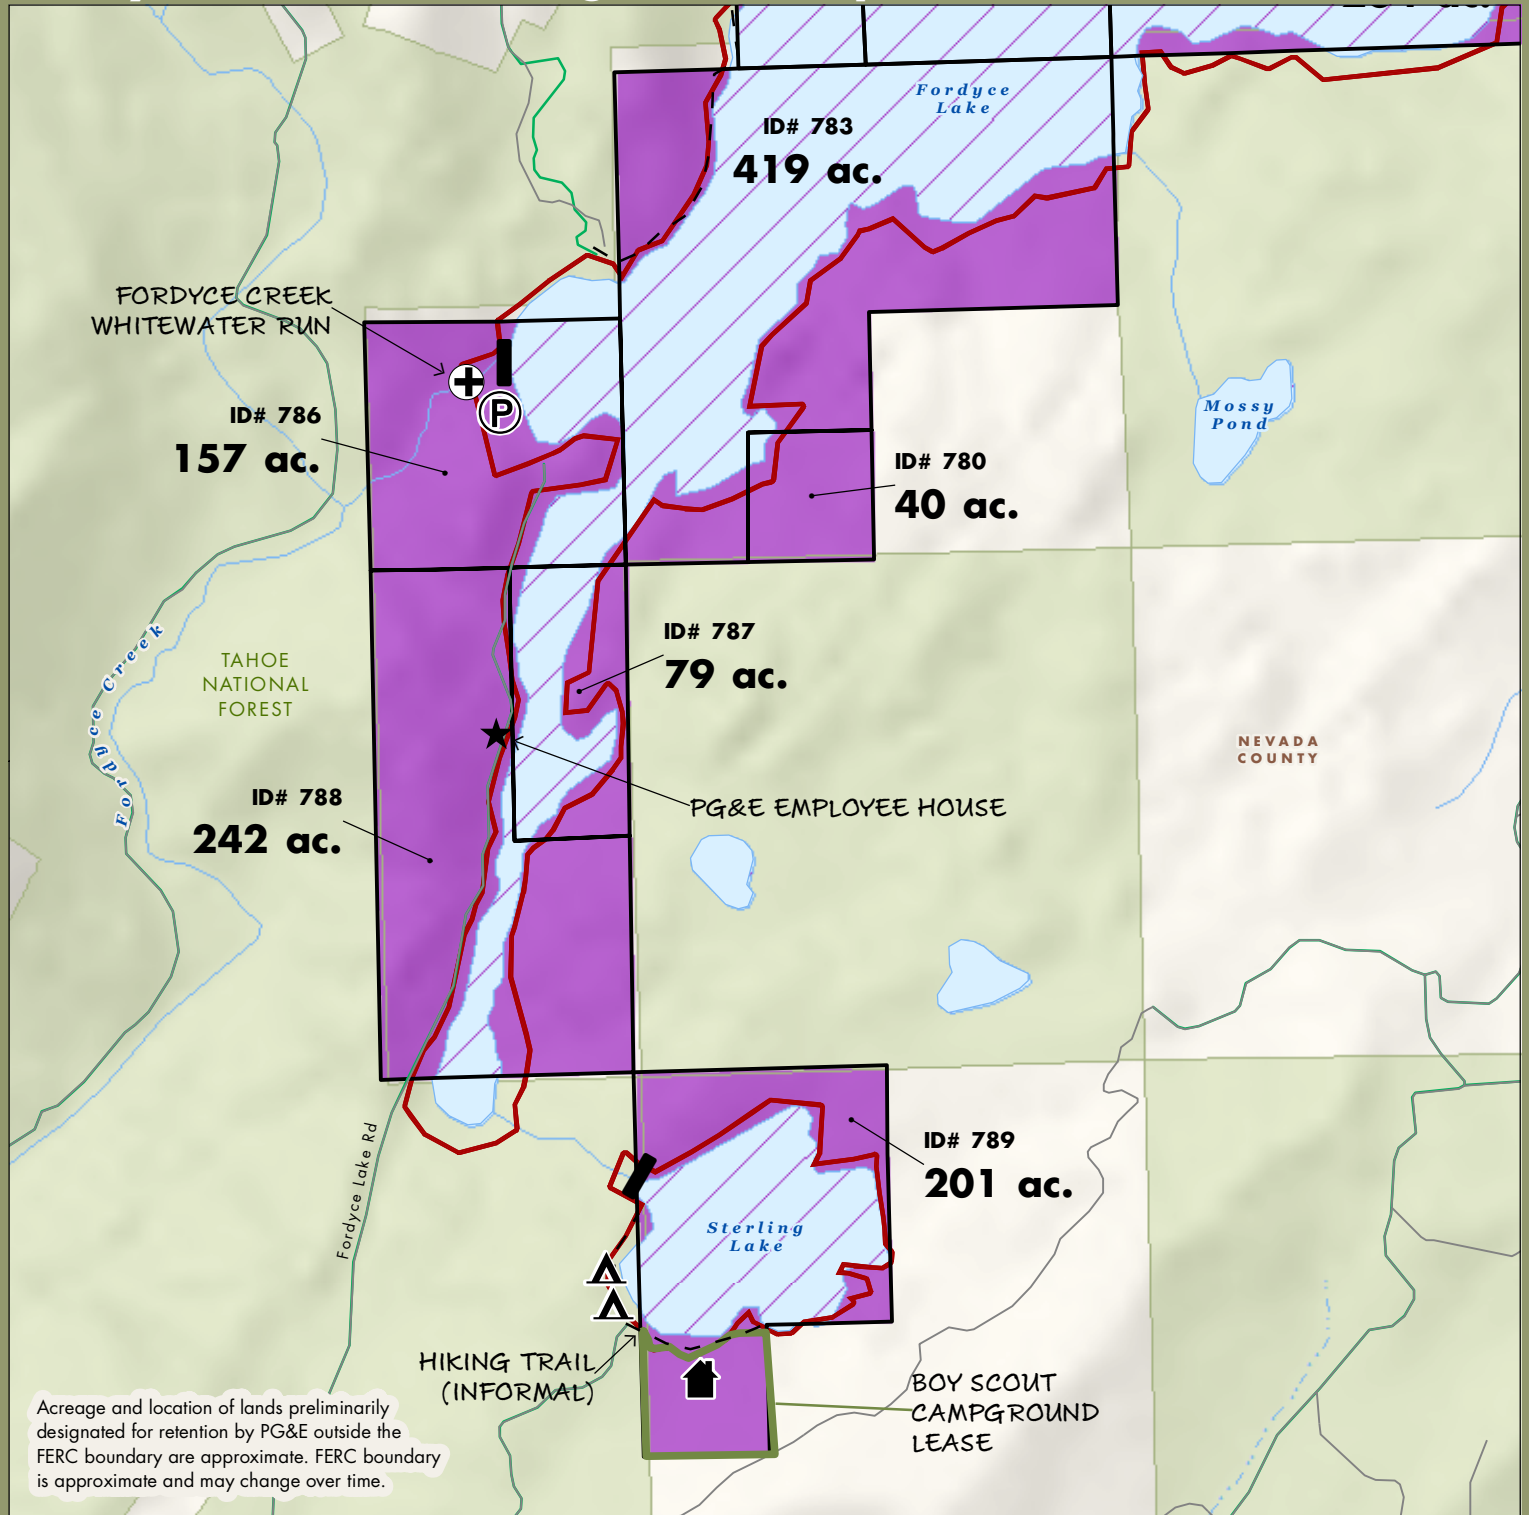 Fordyce
Lake
ID# 783
419 ac.
FORDYCE CREEK
WHITEWATER RUN
P
ID# 786
157 ac.
Mossy
Pond
ID# 780
40 ac.
Fordyce Creek
TAHOE
NATIONAL
FOREST
ID# 787
79 ac.
NEVADA
COUNTY
ID# 788
242 ac.
PG&E EMPLOYEE HOUSE
Fordyce Lake Rd
ID# 789
201 ac.
Sterling
Lake
HIKING TRAIL
(INFORMAL)
BOY SCOUT
CAMPGROUND
LEASE
Acreage and location of lands preliminarily
designated for retention by PG&E outside the
FERC boundary are approximate. FERC boundary
is approximate and may change over time.